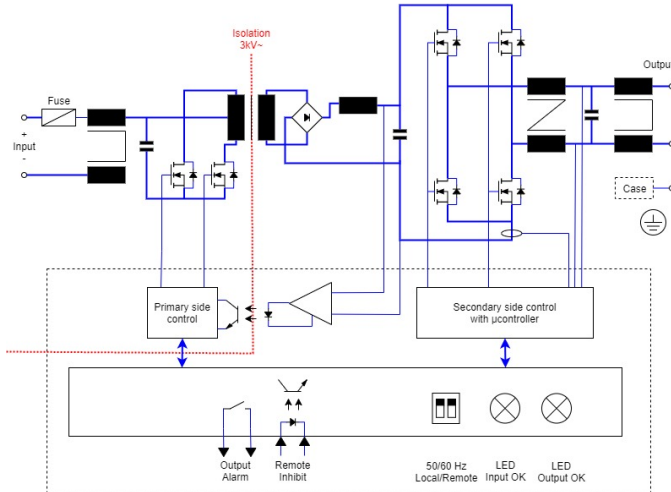 Isolation
3kV~
Fuse
Output
+
Input
-
Case
Primary side
control
Secondary side control
with µcontroller
Output
Alarm
Remote
Inhibit
50/60 Hz
Local/Remote
LED
Input OK
LED
Output OK